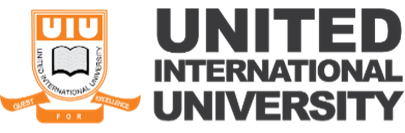 UIU
UNITED INTERNATIONAL UNIVERSITY
QUEST FOR EXCELLENCE
UNITED
INTERNATIONAL
UNIVERSITY